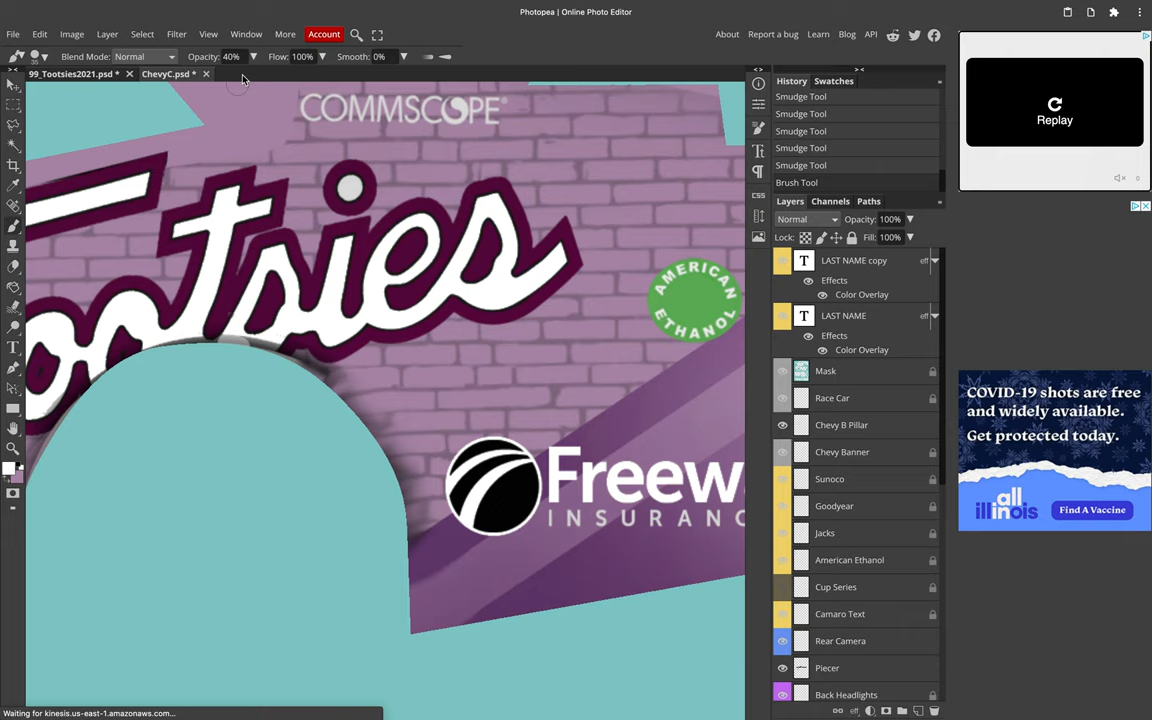 Photopea | Online Photo Editor
File Edit Image Layer Select Filter View Window More Account
About Report a bug Learn Blog API
35 Blend Mode: Normal Opacity: 40% Flow: 100% Smooth: 0%
99_Tootsies2021.psd * ChevyC.psd *
History Swatches
Smudge Tool
Smudge Tool
Smudge Tool
Smudge Tool
Smudge Tool
Brush Tool
Layers Channels Paths
Normal Opacity: 100%
Lock: Fill: 100%
T LAST NAME copy eff
Effects
Color Overlay
T LAST NAME eff
Effects
Color Overlay
Mask
Race Car
Chevy B Pillar
Chevy Banner
Sunoco
Goodyear
Jacks
American Ethanol
Cup Series
Camaro Text
Rear Camera
Piecer
Back Headlights
CSS
eff
COMMSCOPE®
ootsies
AMERICAN
ETHANOL
Freew
INSURANC
Replay
COVID-19 shots are free
and widely available.
Get protected today.
all
illinois
Find A Vaccine
Waiting for kinesis.us-east-1.amazonaws.com...